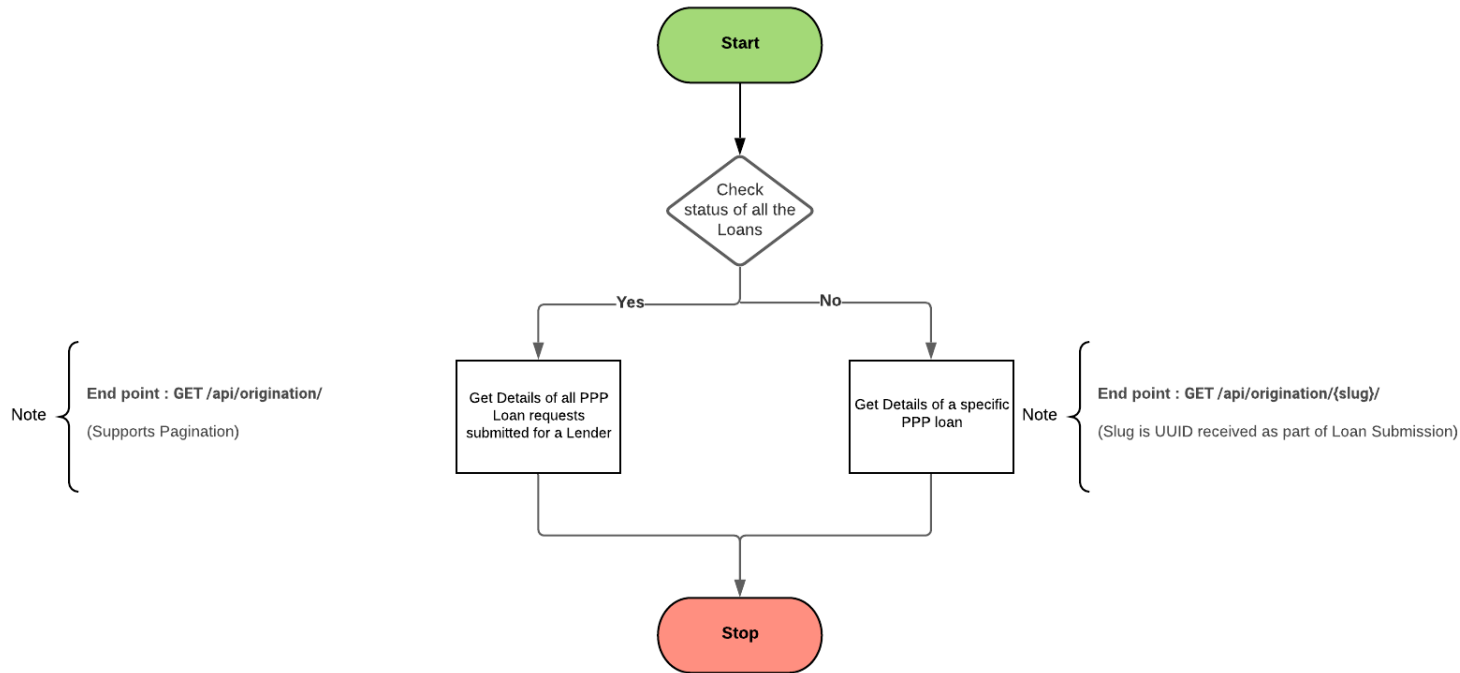 Start
Check
status of all the
Loans
Yes
No
Note
End point : GET /api/origination/
(Supports Pagination)
Get Details of all PPP
Loan requests
submitted for a Lender
Get Details of a specific
PPP loan
Note
End point : GET /api/origination/{slug}/
(Slug is UUID received as part of Loan Submission)
Stop